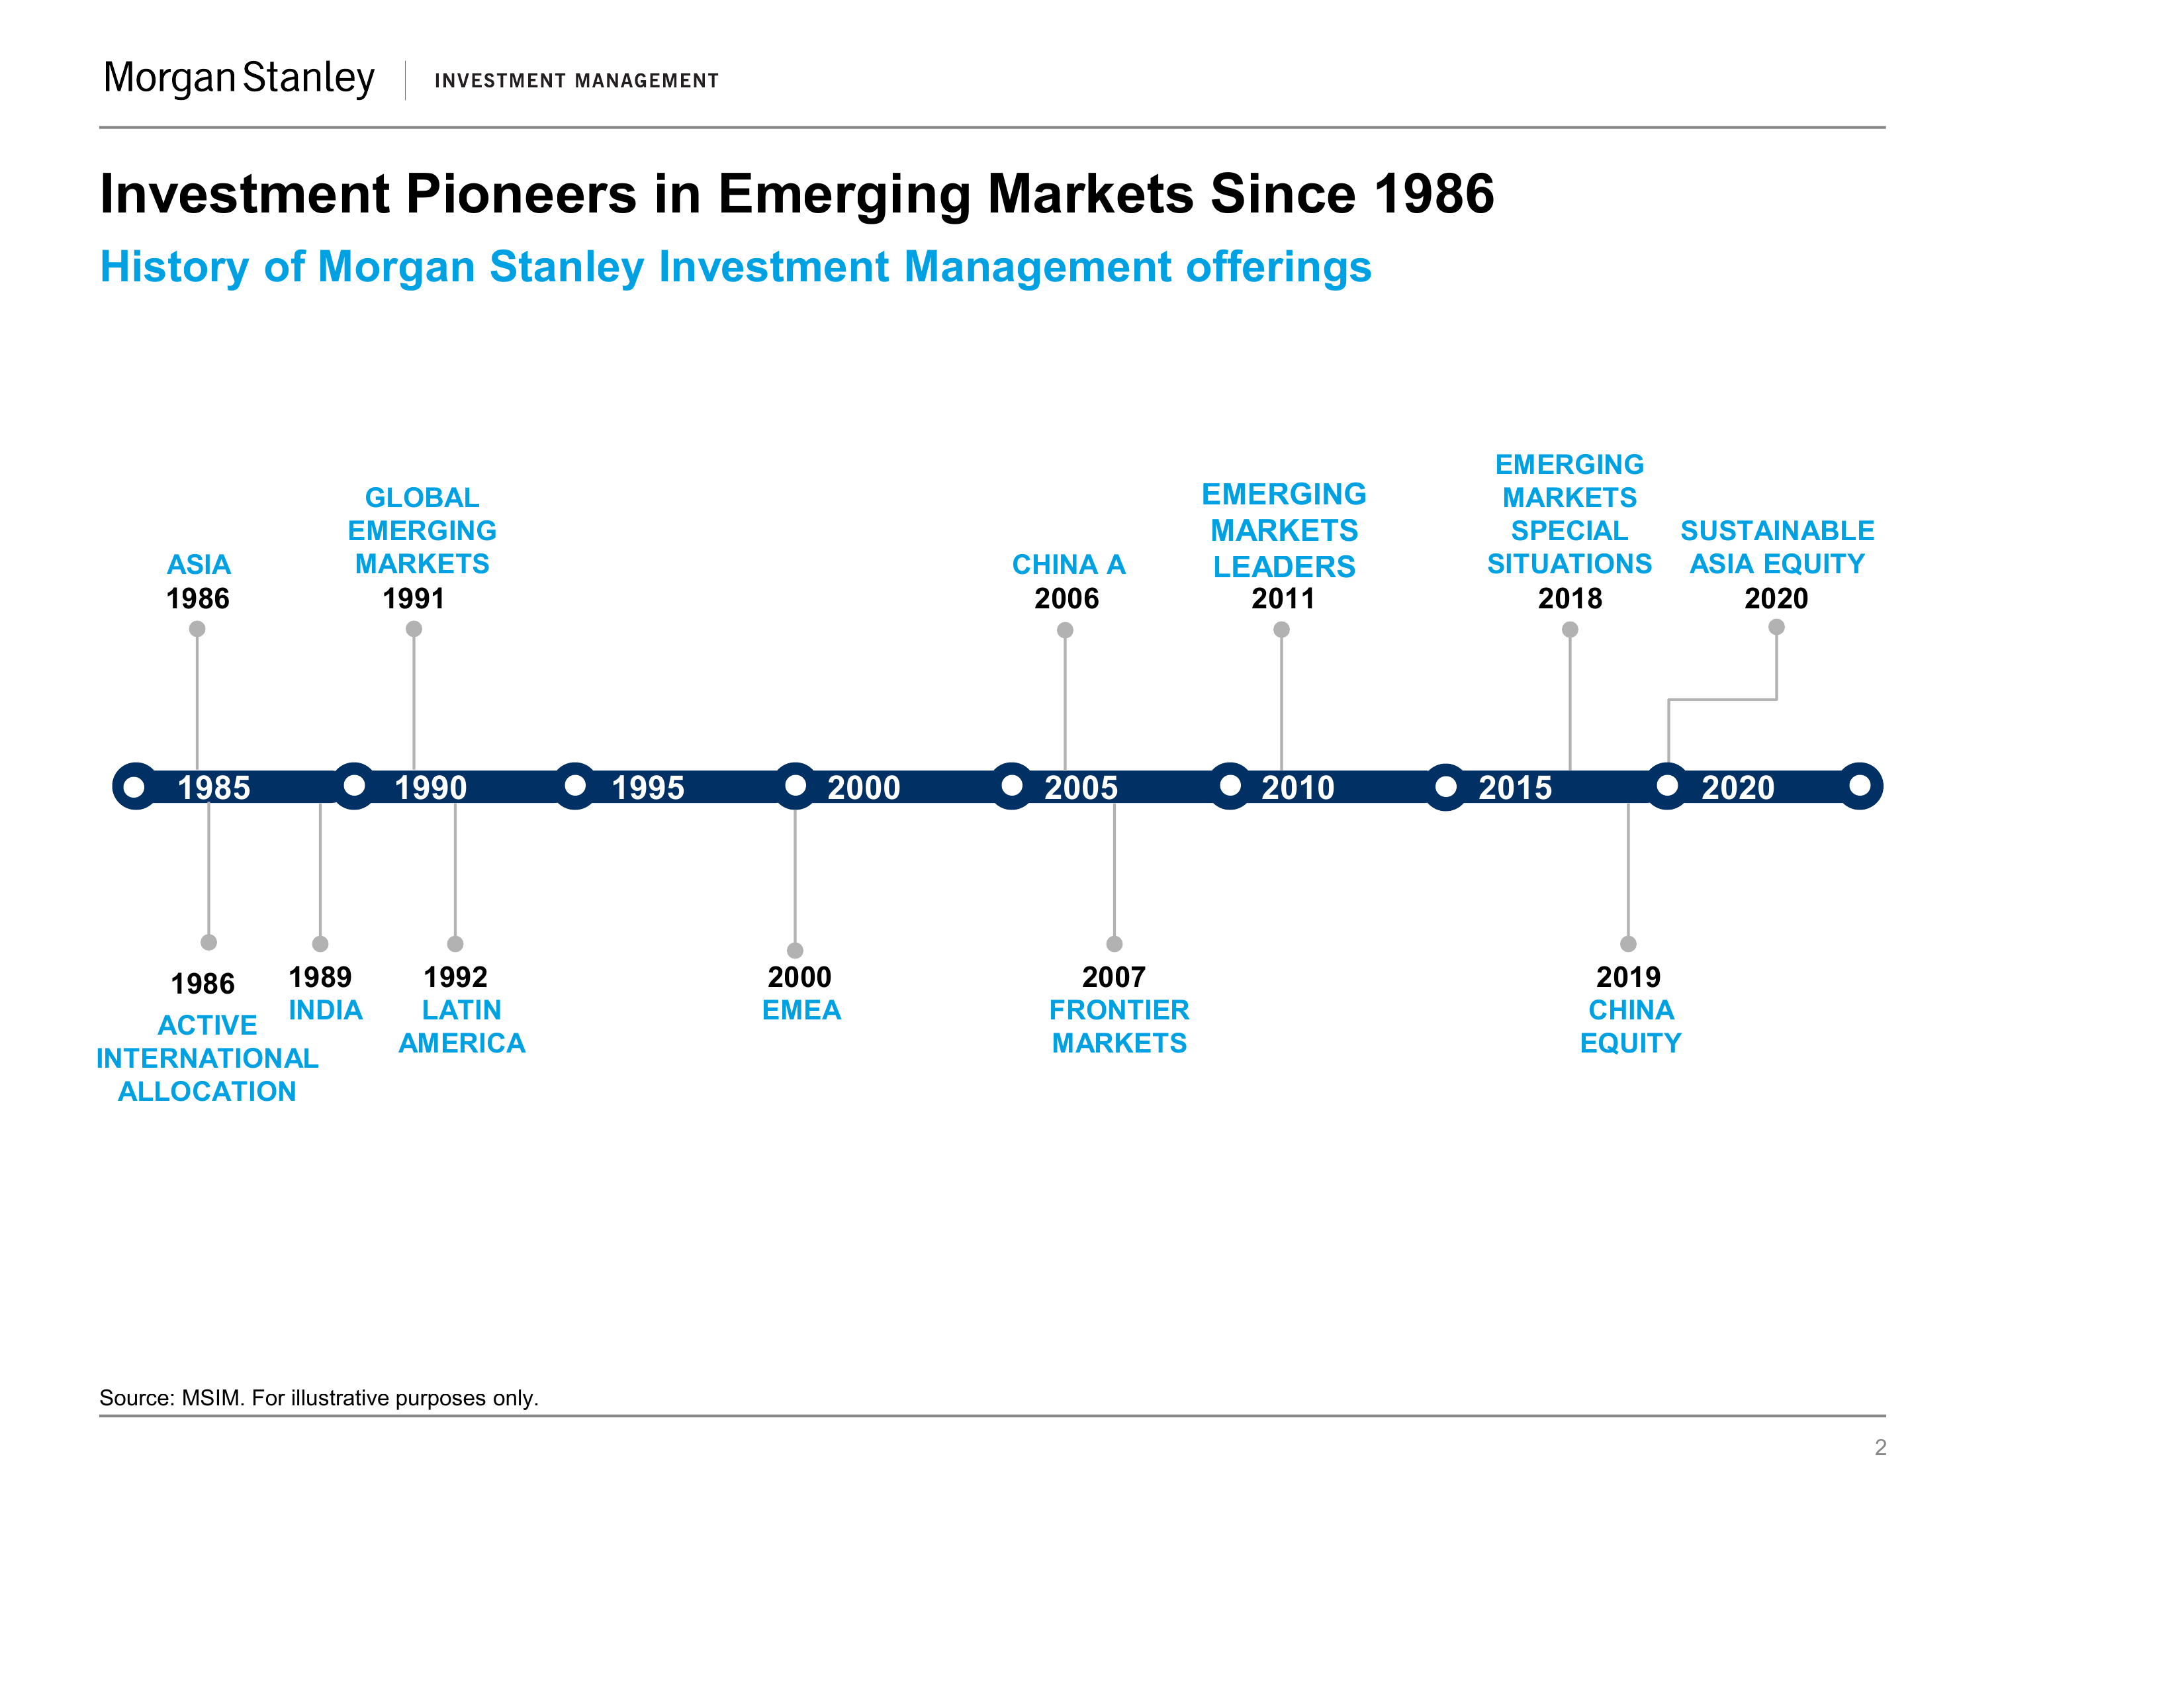 Morgan Stanley
INVESTMENT MANAGEMENT
Investment Pioneers in Emerging Markets Since 1986
History of Morgan Stanley Investment Management offerings
ASIA
1986
GLOBAL
EMERGING
MARKETS
1991
CHINA A
2006
EMERGING
MARKETS
LEADERS
2011
EMERGING
MARKETS
SPECIAL
SITUATIONS
2018
SUSTAINABLE
ASIA EQUITY
2020
1985 1990 1995 2000 2005 2010 2015 2020
1986
ACTIVE
INTERNATIONAL
ALLOCATION
1989
INDIA
1992
LATIN
AMERICA
2000
EMEA
2007
FRONTIER
MARKETS
2019
CHINA
EQUITY
Source: MSIM. For illustrative purposes only.
2